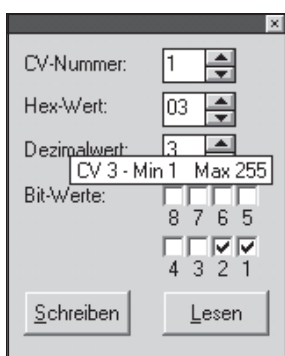 CV-Nummer: 1
Hex-Wert: 03
Dezimalwert: 3
CV 3 - Min 1 Max 255
Bit-Werte:
8 7 6 5
4 3 2 1
Schreiben Lesen